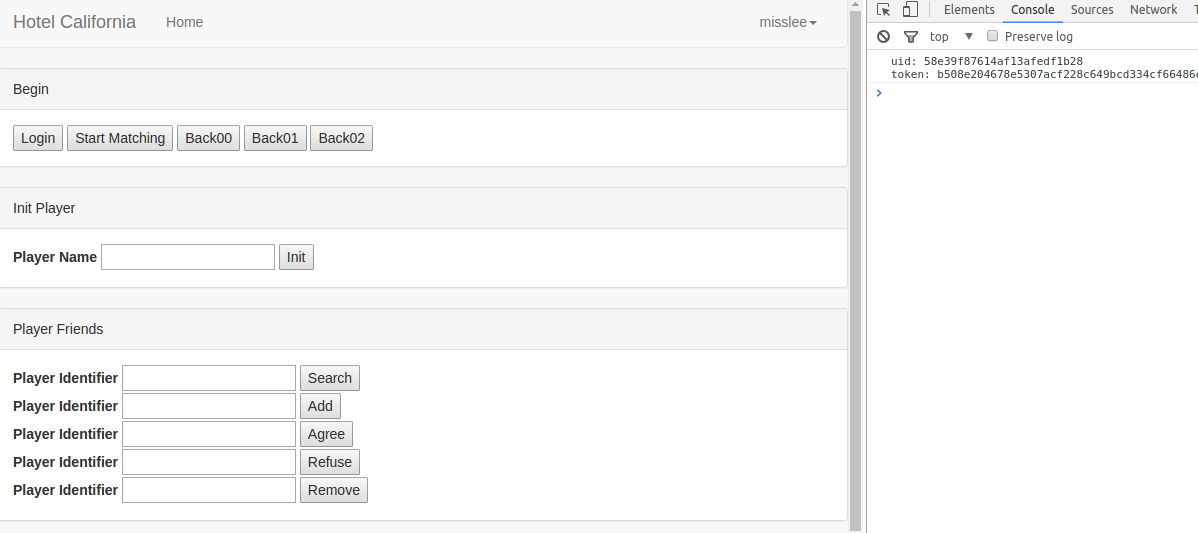 Hotel California Home misslee
Begin
Login Start Matching Back00 Back01 Back02
Init Player
Player Name Init
Player Friends
Player Identifier Search
Player Identifier Add
Player Identifier Agree
Player Identifier Refuse
Player Identifier Remove
Elements Console Sources Network
top Preserve log
uid: 58e39f87614af13afedf1b28
token: b508e204678e5307acf228c649bcd334cf66486